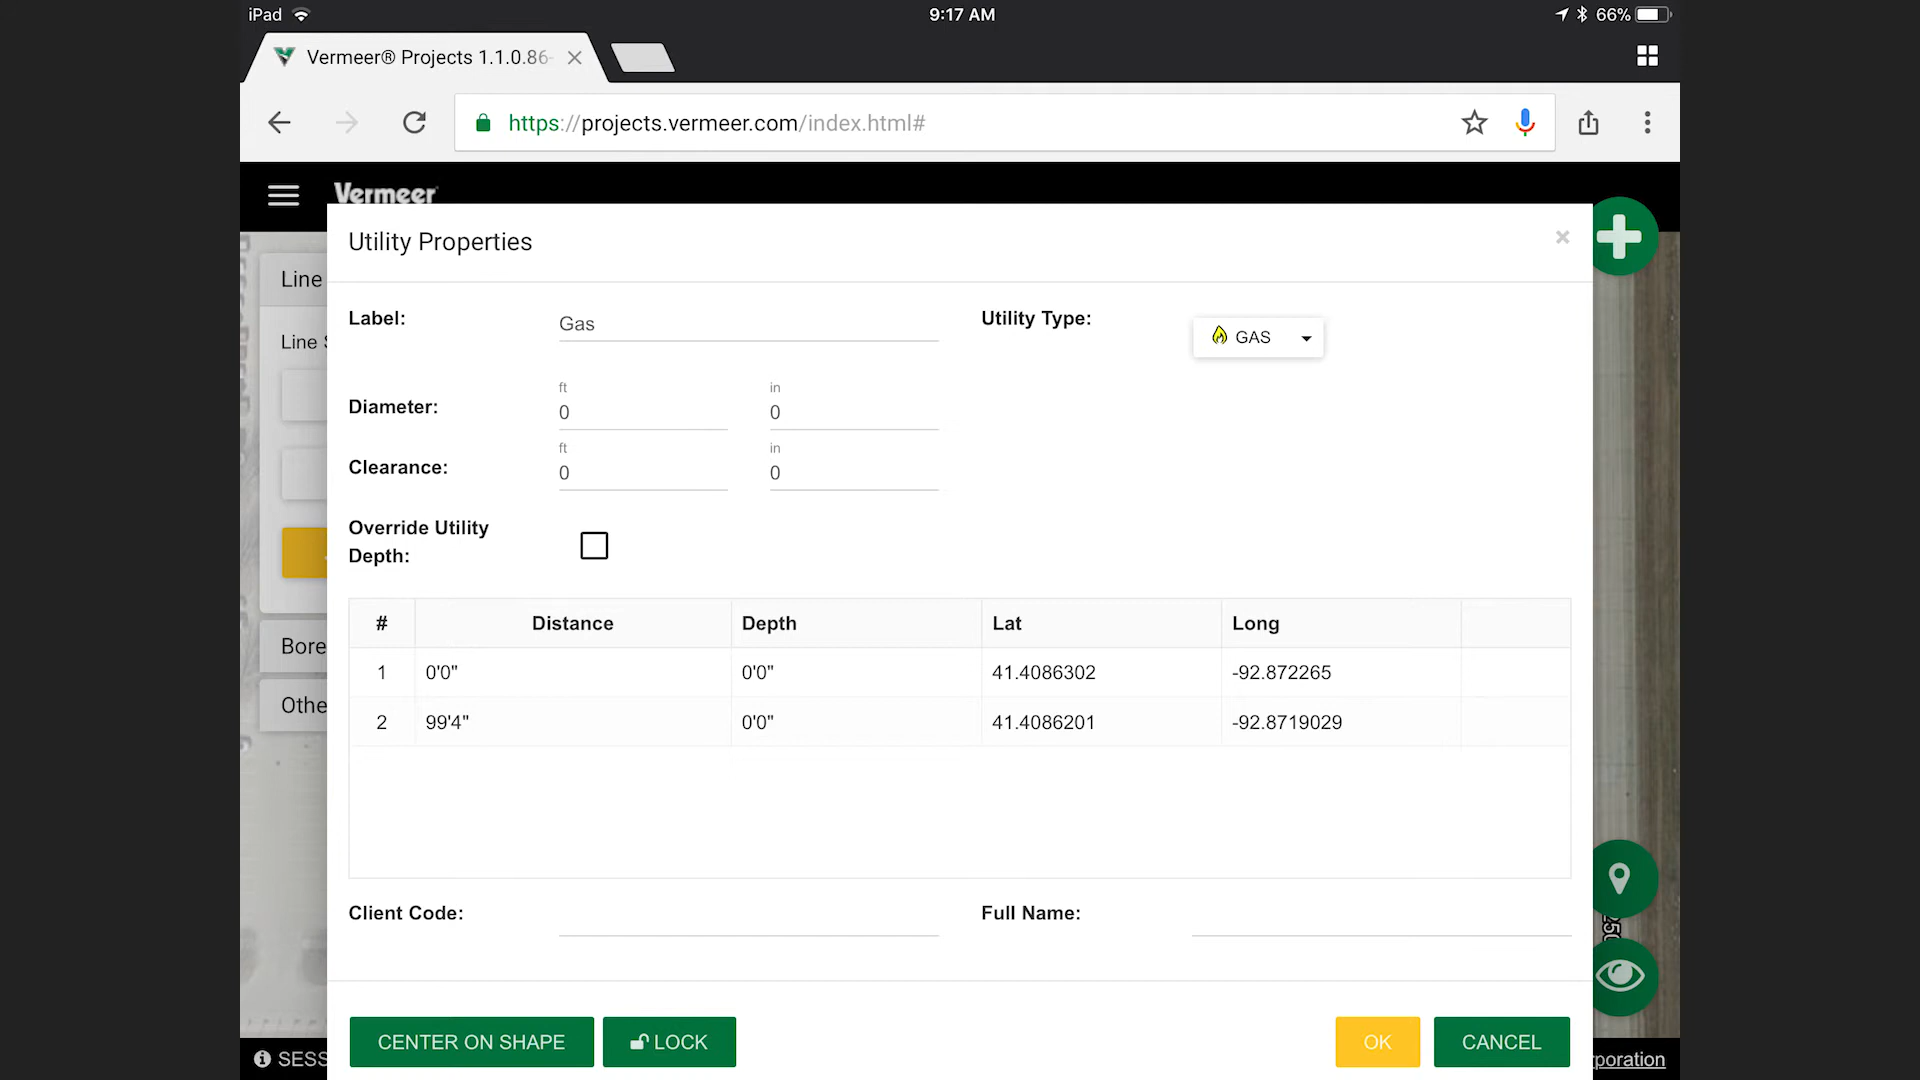 iPad 9:17 AM 66%
Vermeer® Projects 1.1.0.86-
https://projects.vermeer.com/index.html#
Vermeer
Utility Properties ×
Line
Label: Gas Utility Type: GAS
Line
ft in
Diameter: 0 0
ft in
Clearance: 0 0
Override Utility
Depth:
# Distance Depth Lat Long
Bore
1 0'0" 0'0" 41.4086302 -92.872265
Othe
2 99'4" 0'0" 41.4086201 -92.8719029
Client Code: Full Name:
CENTER ON SHAPE LOCK OK CANCEL
SESS poration